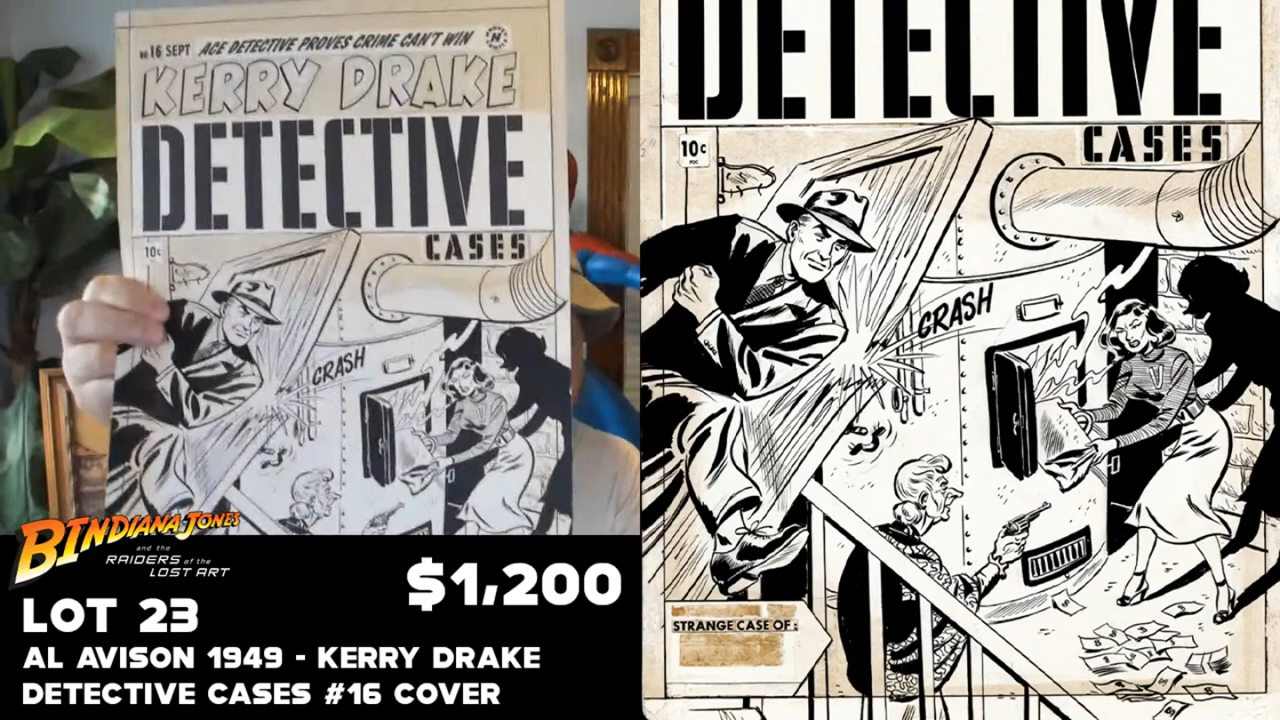 No 16 SEPT ACE DETECTIVE PROVES CRIME CAN'T WIN
KERRY DRAKE
DETECTIVE
10c
CASES
CRASH
BINDIANA JONES
and the
RAIDERS of the
LOST ART
$1,200
LOT 23
AL AVISON 1949 - KERRY DRAKE
DETECTIVE CASES #16 COVER
DETECTIVE
10c
CASES
CRASH
STRANGE CASE OF: